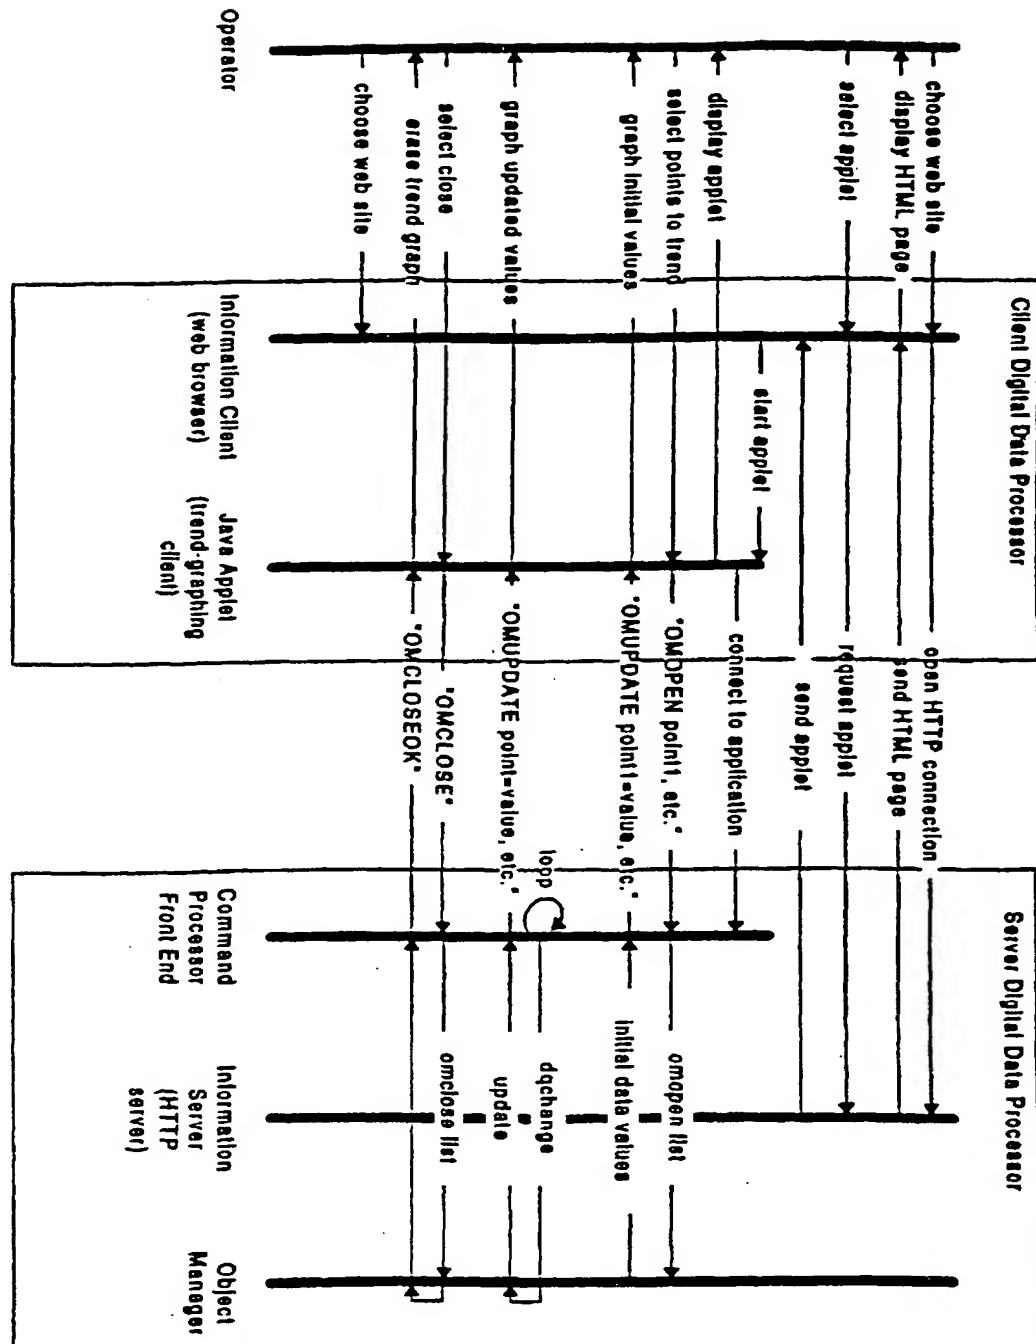 Client Digital Data Processor
Server Digital Data Processor
choose web site
open HTTP connection
display HTML page
send HTML page
select applet
request applet
send applet
start applet
connect to application
display applet
select points to trend
"OMOPEN point1, etc."
omopen list
graph initial values
"OMUPDATE point1=value, etc."
initial data values
loop
dqchange
graph updated values
"OMUPDATE point=value, etc."
update
select close
"OMCLOSE"
omclose list
erase trend graph
"OMCLOSEOK"
choose web site
Operator
Information Client
(web browser)
Java Applet
(trend-graphing
client)
Command
Processor
Front End
Information
Server
(HTTP
server)
Object
Manager